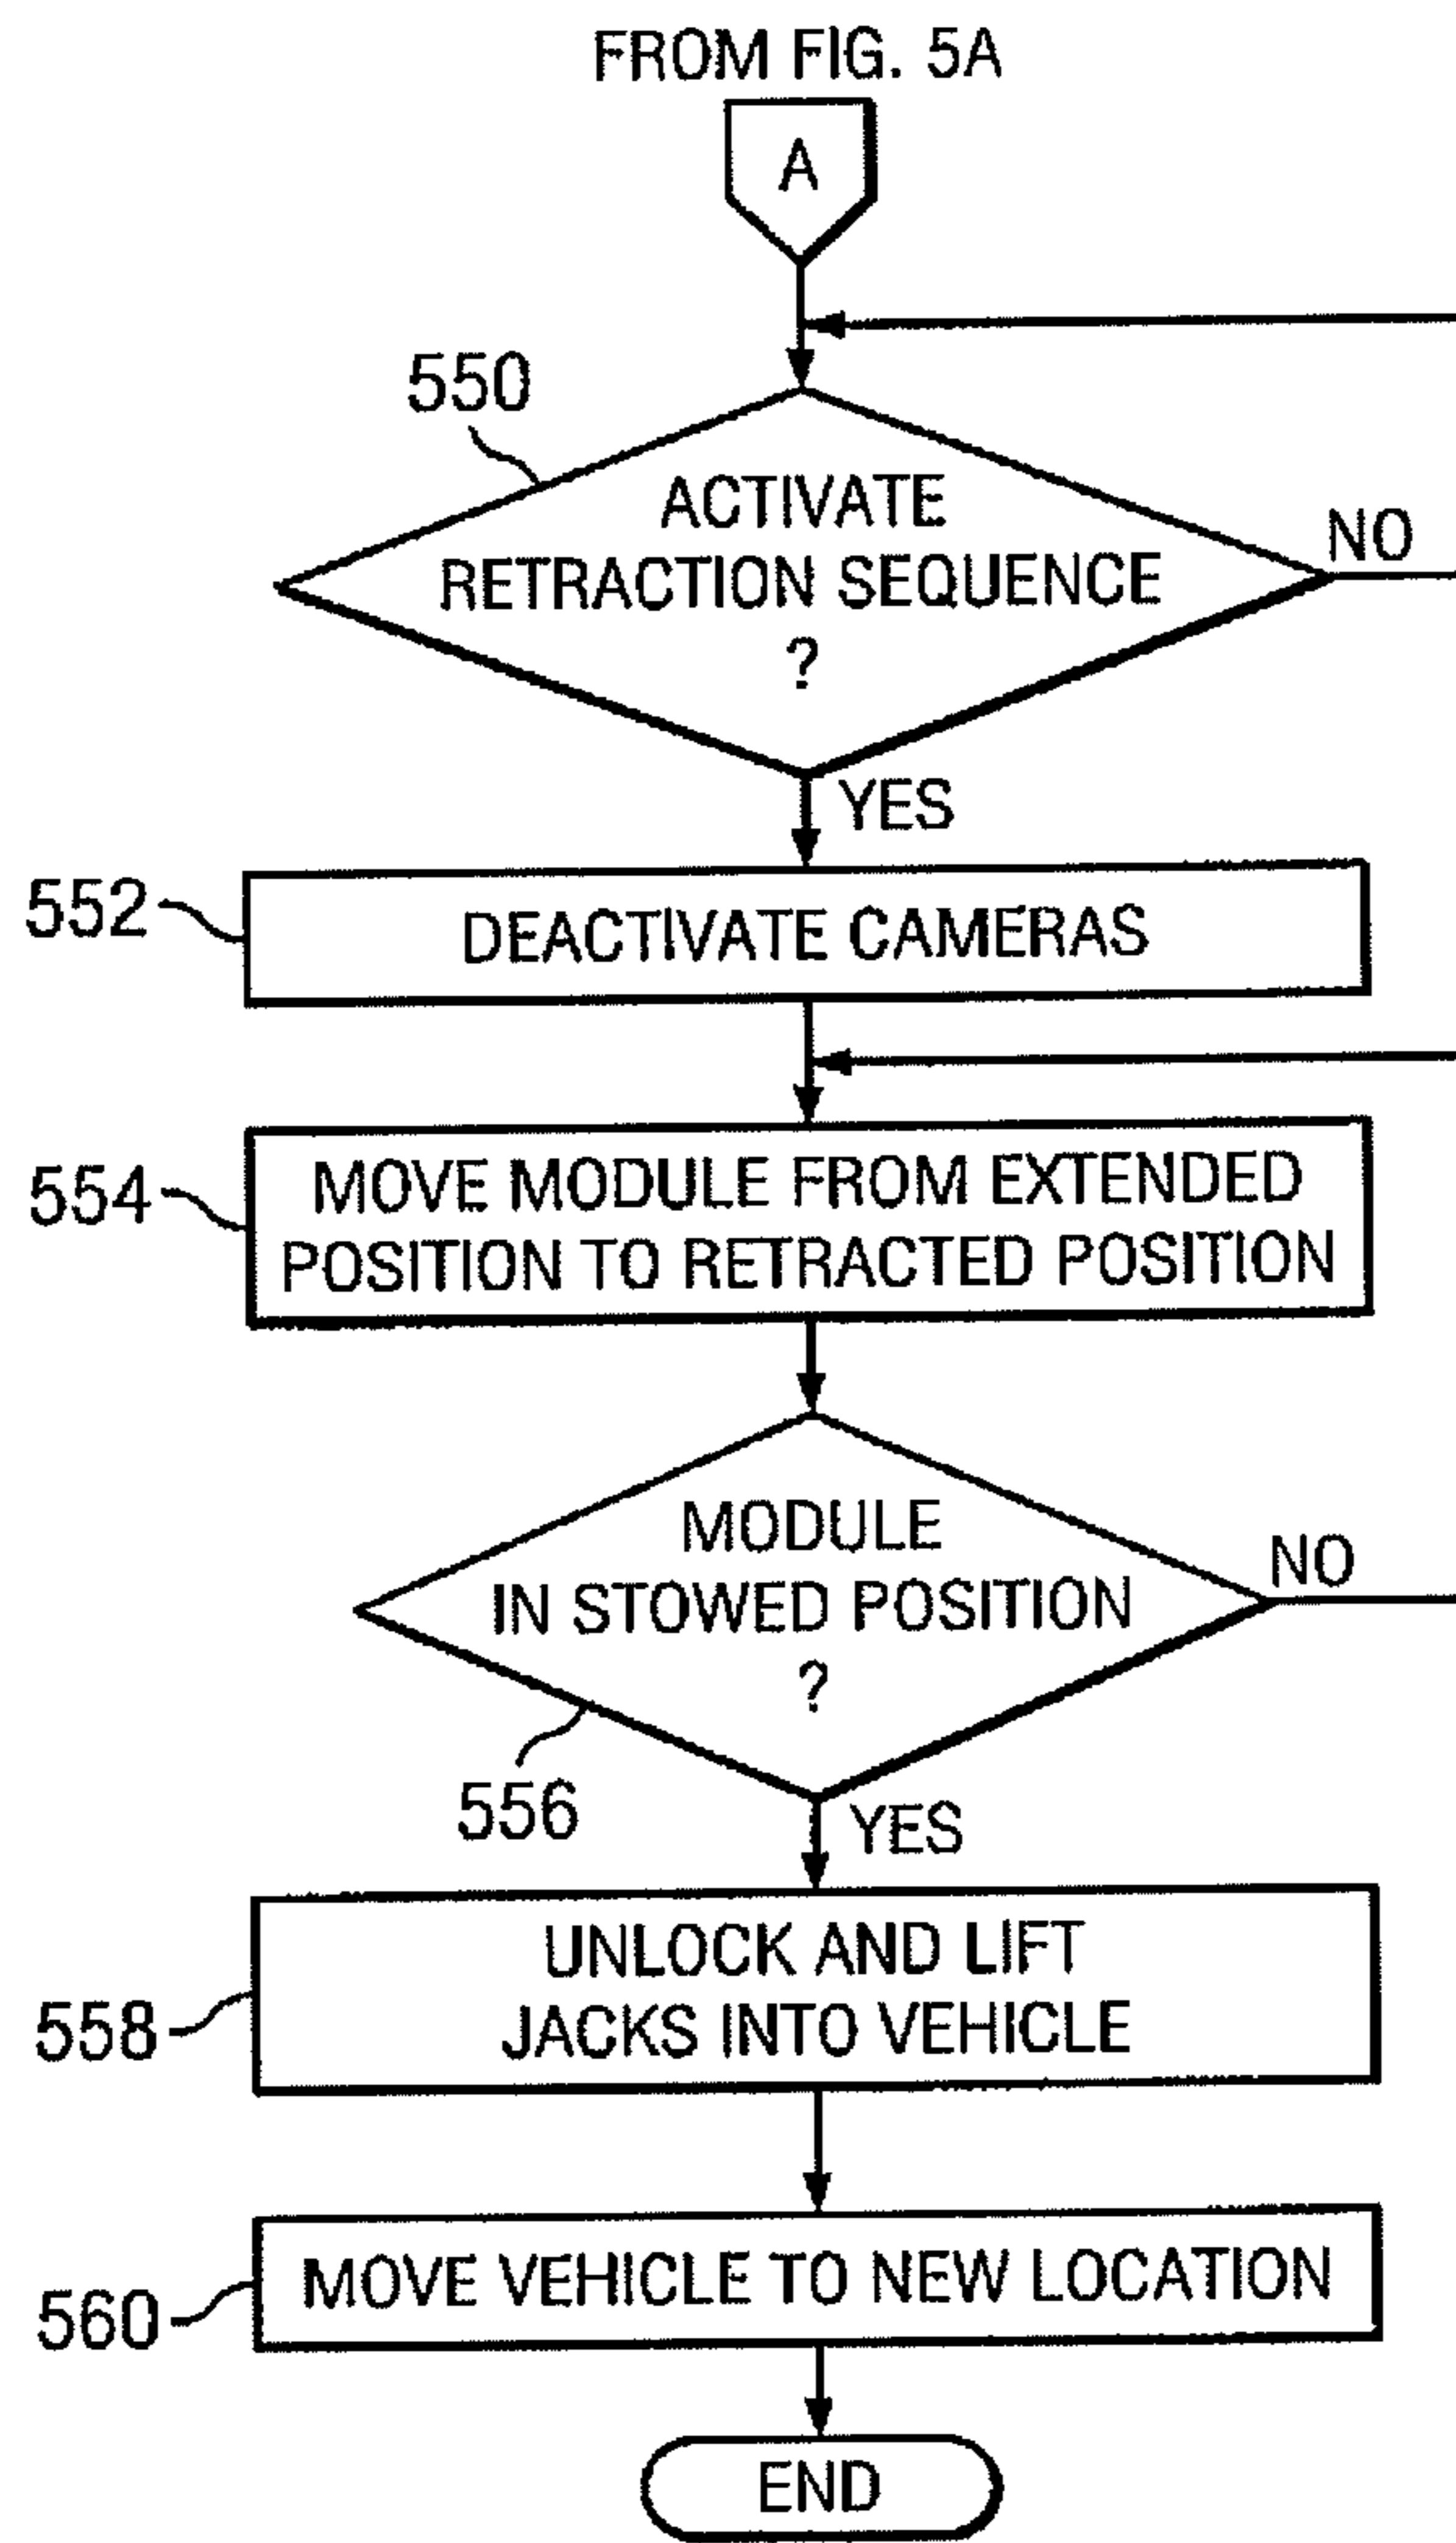 FROM FIG. 5A
A
550
ACTIVATE
RETRACTION SEQUENCE
?
NO
YES
552
DEACTIVATE CAMERAS
554
MOVE MODULE FROM EXTENDED
POSITION TO RETRACTED POSITION
MODULE
IN STOWED POSITION
?
NO
556
YES
558
UNLOCK AND LIFT
JACKS INTO VEHICLE
560
MOVE VEHICLE TO NEW LOCATION
END